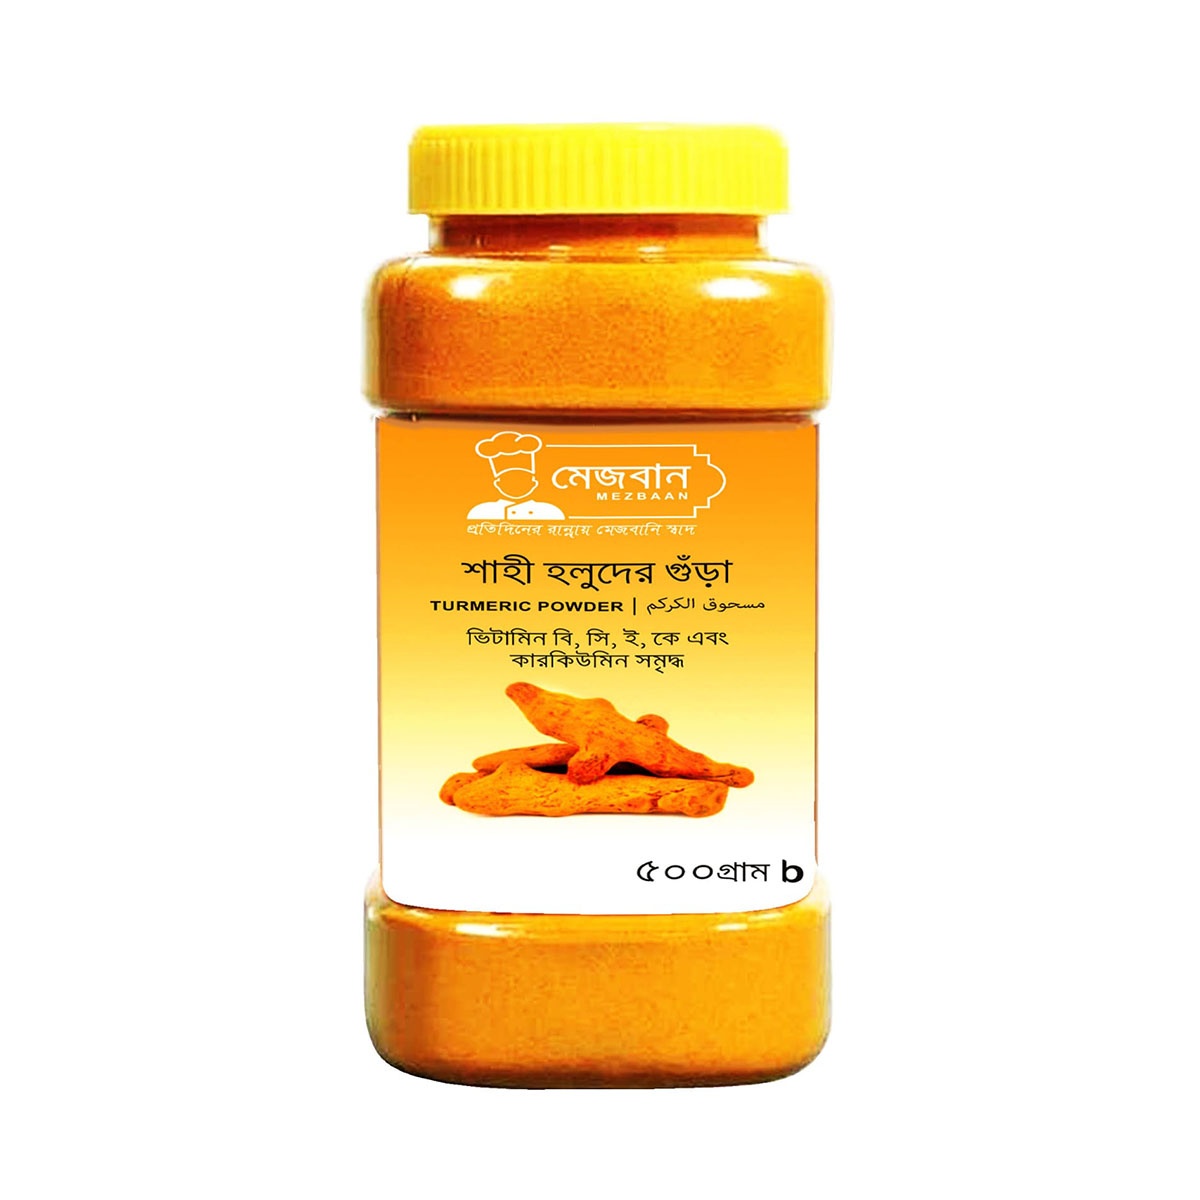 মেজবান
MEZBAAN
প্রতিদিনের রান্নায় মেজবানি স্বাদ
শাহী হলুদের গুঁড়া
TURMERIC POWDER | مسحوق الكركم
ভিটামিন বি, সি, ই, কে এবং
কারকিউমিন সমৃদ্ধ
৫০০গ্রাম b